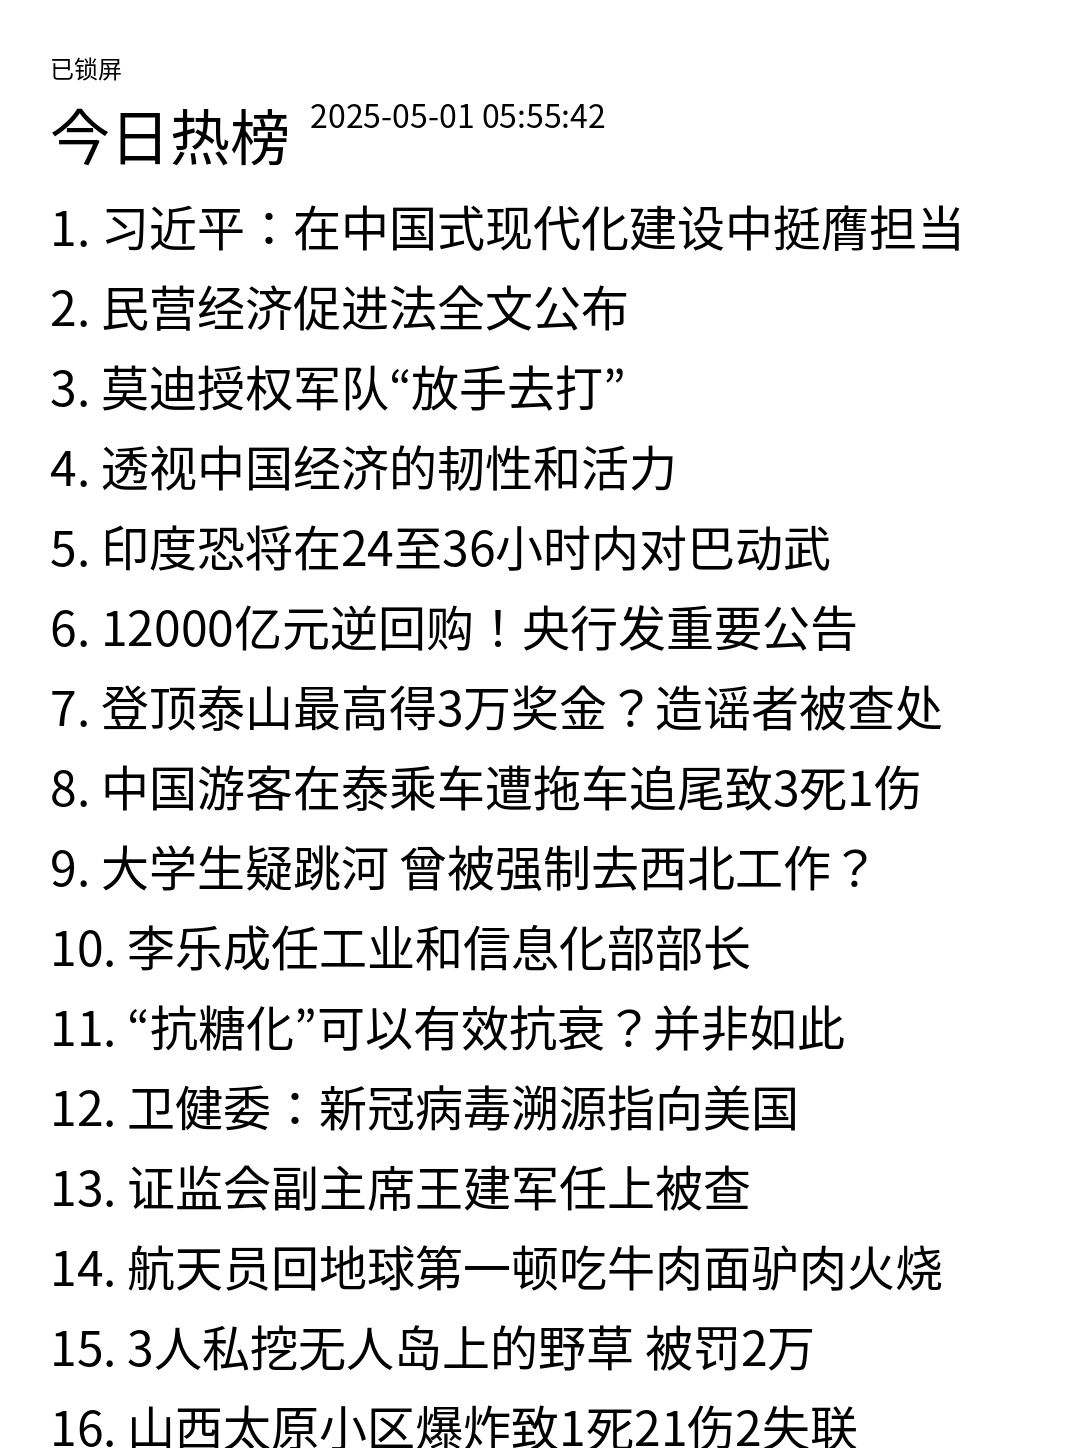 已锁屏
今日热榜 2025-05-01 05:55:42
1. 习近平：在中国式现代化建设中挺膺担当
2. 民营经济促进法全文公布
3. 莫迪授权军队“放手去打”
4. 透视中国经济的韧性和活力
5. 印度恐将在24至36小时内对巴动武
6. 12000亿元逆回购！央行发重要公告
7. 登顶泰山最高得3万奖金？造谣者被查处
8. 中国游客在泰乘车遭拖车追尾致3死1伤
9. 大学生疑跳河 曾被强制去西北工作？
10. 李乐成任工业和信息化部部长
11. “抗糖化”可以有效抗衰？并非如此
12. 卫健委：新冠病毒溯源指向美国
13. 证监会副主席王建军任上被查
14. 航天员回地球第一顿吃牛肉面驴肉火烧
15. 3人私挖无人岛上的野草 被罚2万
16. 山西太原小区爆炸致1死21伤2失联